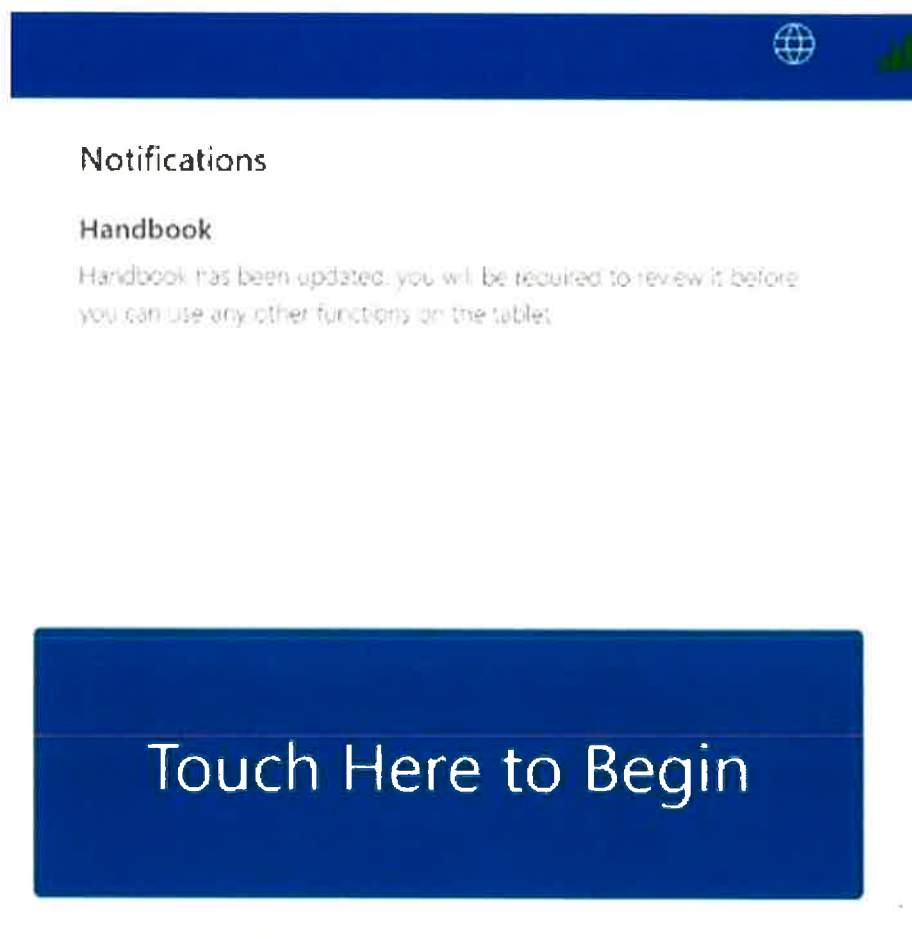 Notifications
Handbook
Handbook has been updated, you will be required to review it before
you can use any other functions on the tablet
Touch Here to Begin